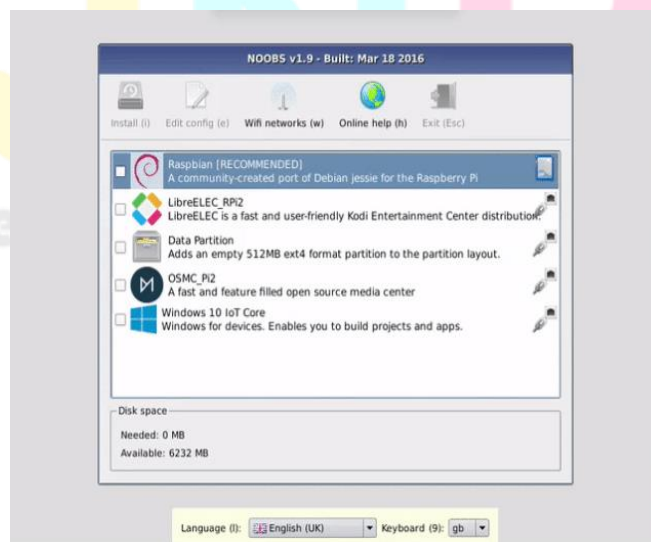 NOOBS v1.9 - Built: Mar 18 2016
Install (i) Edit config (e) Wifi networks (w) Online help (h) Exit (Esc)
Raspbian [RECOMMENDED]
A community-created port of Debian jessie for the Raspberry Pi
LibreELEC_RPi2
LibreELEC is a fast and user-friendly Kodi Entertainment Center distribution.
Data Partition
Adds an empty 512MB ext4 format partition to the partition layout.
OSMC_Pi2
A fast and feature filled open source media center
Windows 10 IoT Core
Windows for devices. Enables you to build projects and apps.
Disk space
Needed: 0 MB
Available: 6232 MB
Language (l): English (UK) Keyboard (9): gb